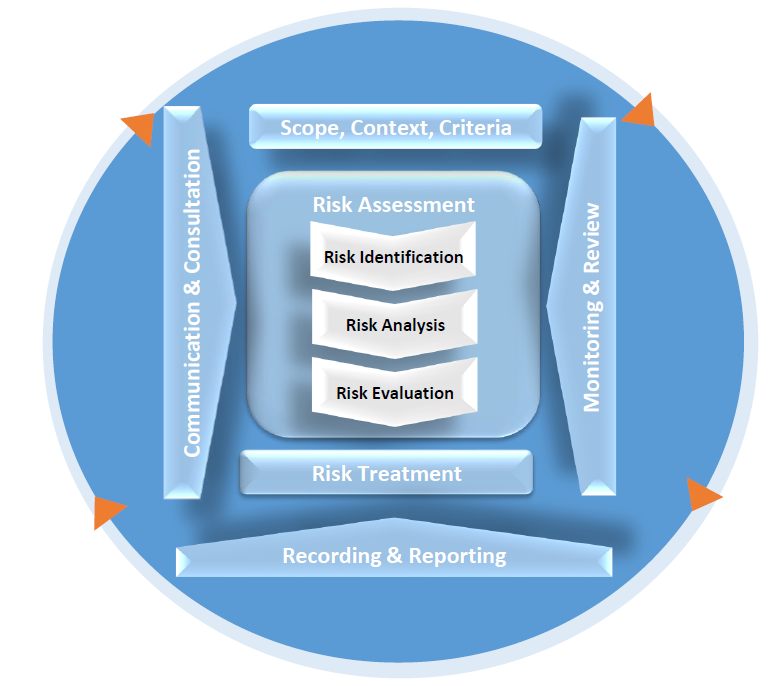 Scope, Context, Criteria
Communication & Consultation
Risk Assessment
Risk Identification
Risk Analysis
Risk Evaluation
Monitoring & Review
Risk Treatment
Recording & Reporting